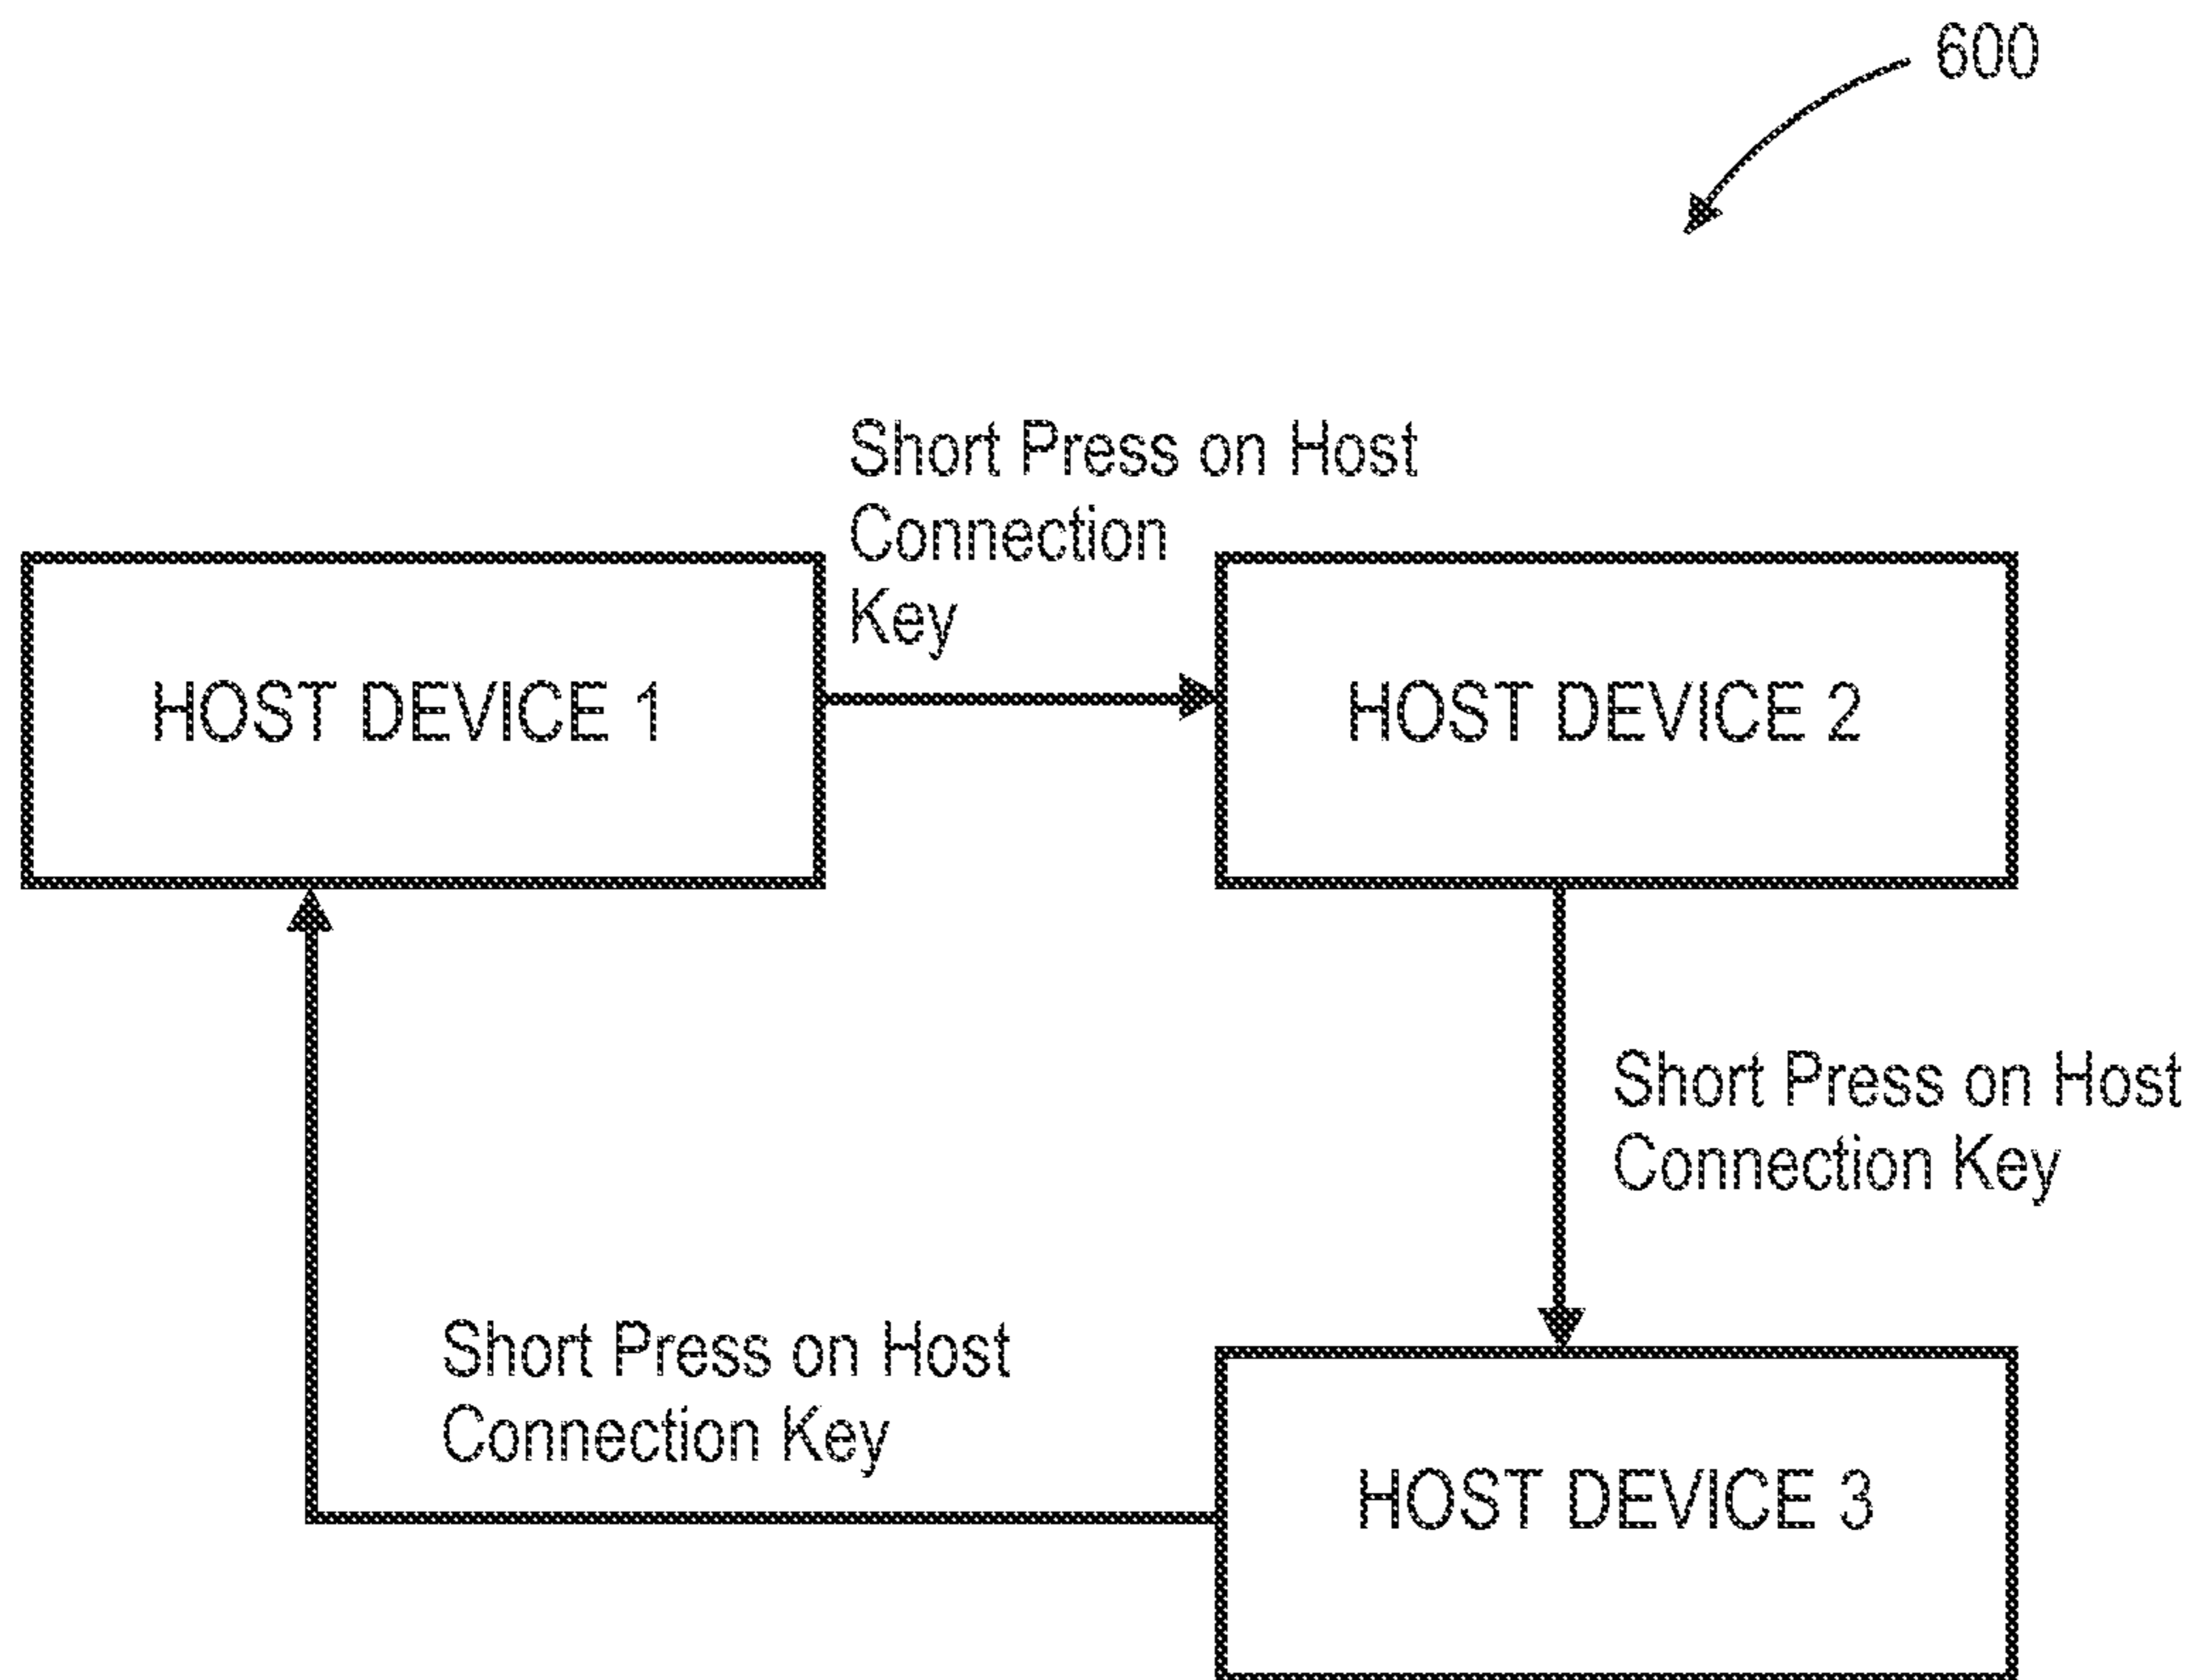 600
Short Press on Host
Connection
Key
HOST DEVICE 1
HOST DEVICE 2
Short Press on Host
Connection Key
Short Press on Host
Connection Key
HOST DEVICE 3